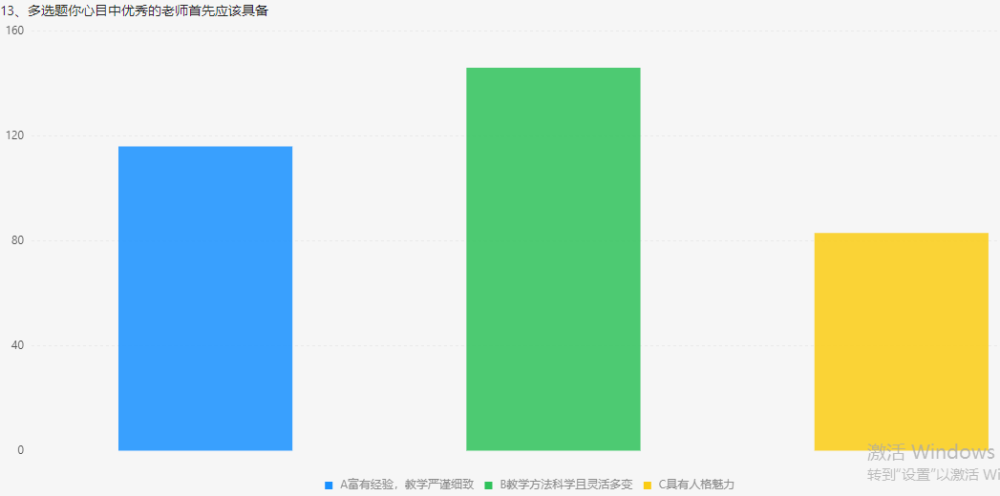 13、多选题你心目中优秀的老师首先应该具备
160
120
80
40
0
A富有经验，教学严谨细致 B教学方法科学且灵活多变 C具有人格魅力
激活 Windows
转到"设置"以激活 Wi